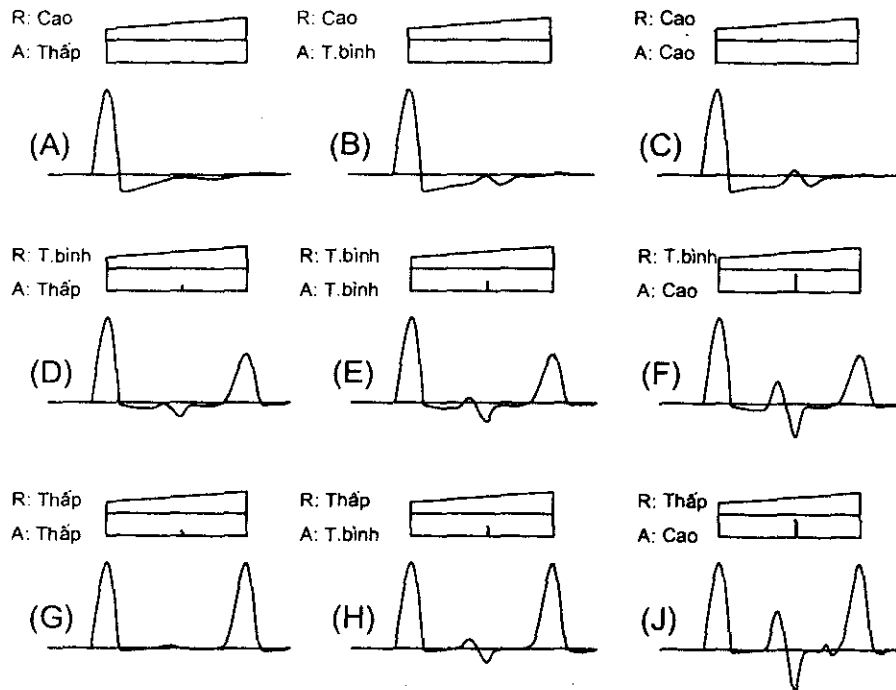 R: Cao
A: Thấp
R: Cao
A: T.bình
R: Cao
A: Cao
(A)
(B)
(C)
R: T.bình
A: Thấp
R: T.bình
A: T.bình
R: T.bình
A: Cao
(D)
(E)
(F)
R: Thấp
A: Thấp
R: Thấp
A: T.bình
R: Thấp
A: Cao
(G)
(H)
(J)